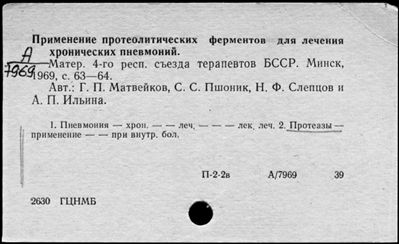 Применение протеолитических ферментов для лечения
хронических пневмоний.
А
7969
Матер. 4-го респ. съезда терапевтов БССР. Минск,
1969, с. 63—64.
Авт.: Г. П. Матвейков, С. С. Пшоник, Н. Ф. Слепцов и
А. П. Ильина.
1. Пневмония — хрон. — — леч. — — — лек. леч. 2. Протеазы —
применение — — при внутр. бол.
П-2-2в А/7969 39
2630 ГЦНМБ